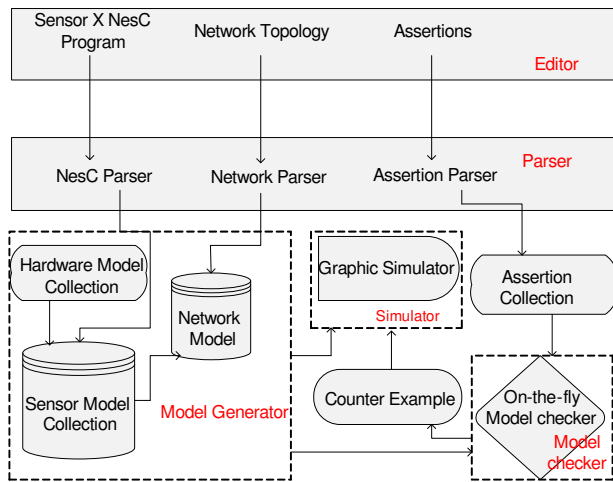 Sensor X NesC
Program
Network Topology
Assertions
Editor
Parser
NesC Parser
Network Parser
Assertion Parser
Hardware Model
Collection
Network
Model
Sensor Model
Collection
Model Generator
Graphic Simulator
Simulator
Counter Example
Assertion
Collection
On-the-fly
Model checker
Model
checker